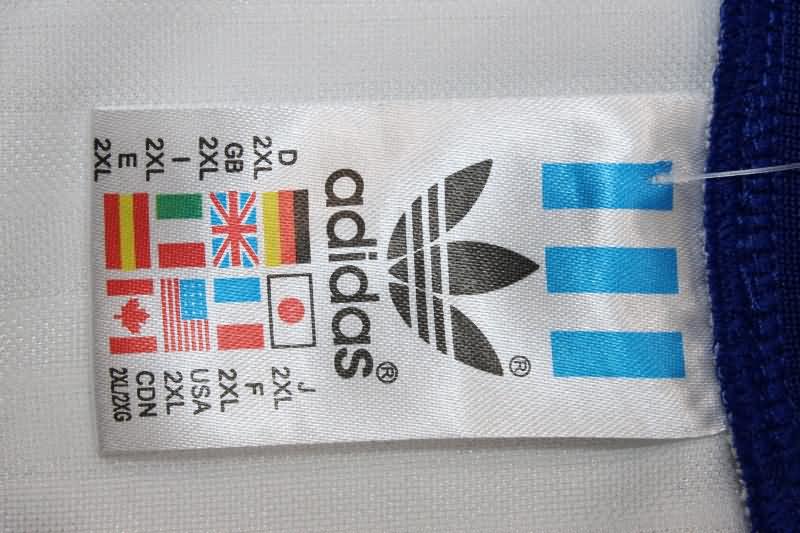 ®
adidas®
D J
2XL 2XL
GB F
2XL 2XL
I USA
2XL 2XL
E CDN
2XL 2XL/2XG